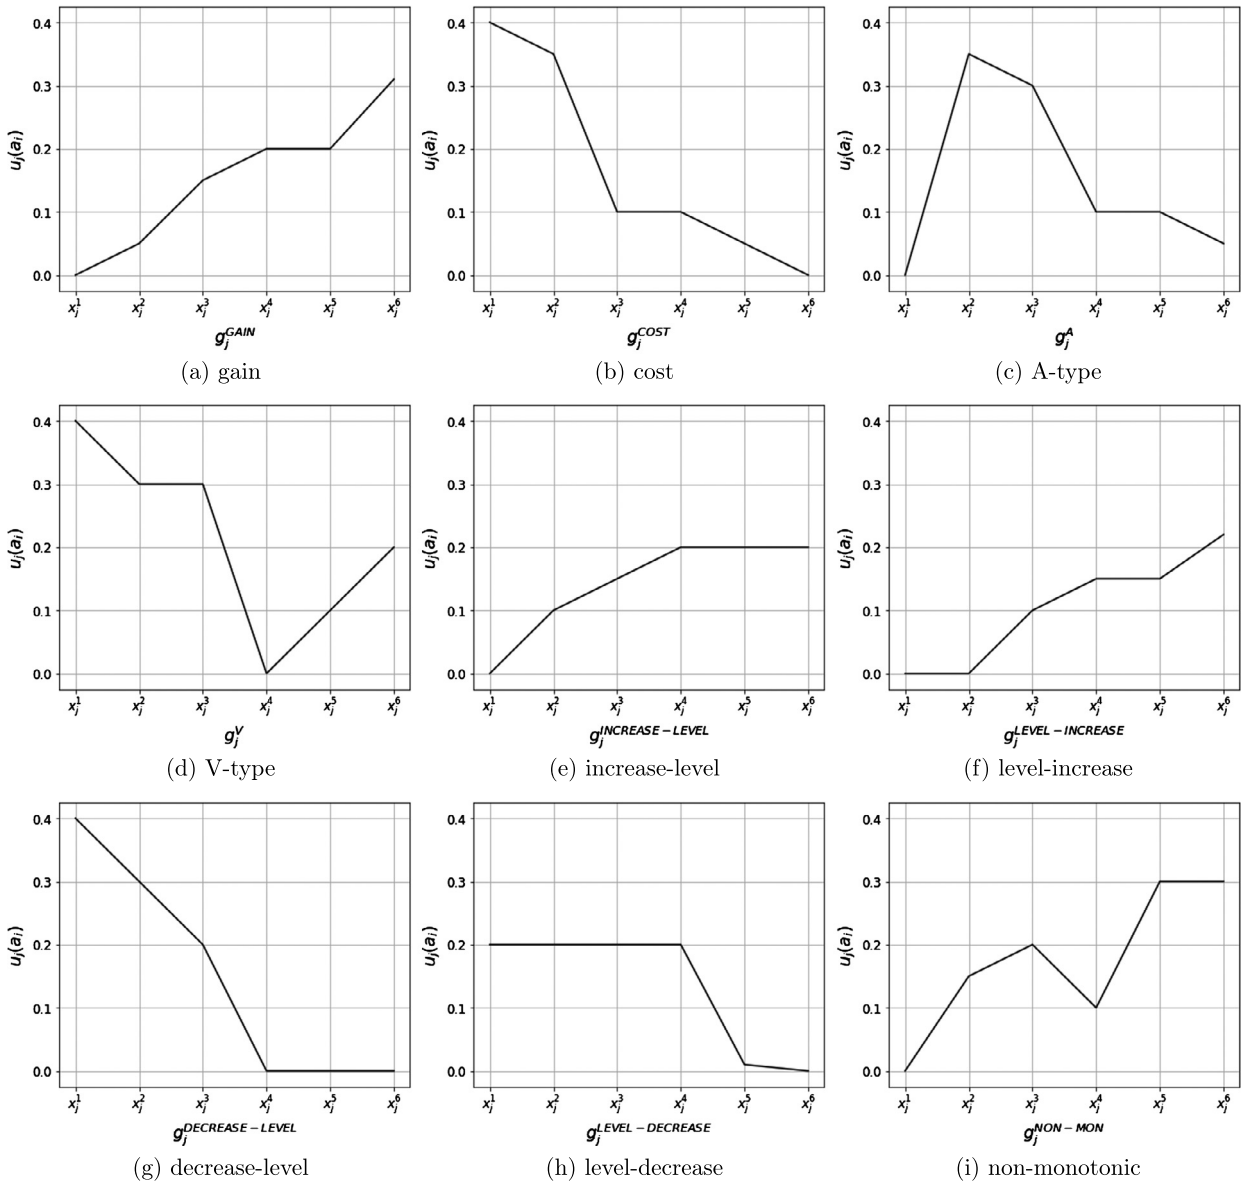 0.4 0.4 0.4
0.3 0.3 0.3
u_j(a_i) 0.2 u_j(a_i) 0.2 u_j(a_i) 0.2
0.1 0.1 0.1
0.0 0.0 0.0
x_j^1 x_j^2 x_j^3 x_j^4 x_j^5 x_j^6 x_j^1 x_j^2 x_j^3 x_j^4 x_j^5 x_j^6 x_j^1 x_j^2 x_j^3 x_j^4 x_j^5 x_j^6
g_j^GAIN g_j^COST g_j^A
(a) gain (b) cost (c) A-type
0.4 0.4 0.4
0.3 0.3 0.3
u_j(a_i) 0.2 u_j(a_i) 0.2 u_j(a_i) 0.2
0.1 0.1 0.1
0.0 0.0 0.0
x_j^1 x_j^2 x_j^3 x_j^4 x_j^5 x_j^6 x_j^1 x_j^2 x_j^3 x_j^4 x_j^5 x_j^6 x_j^1 x_j^2 x_j^3 x_j^4 x_j^5 x_j^6
g_j^V g_j^INCREASE-LEVEL g_j^LEVEL-INCREASE
(d) V-type (e) increase-level (f) level-increase
0.4 0.4 0.4
0.3 0.3 0.3
u_j(a_i) 0.2 u_j(a_i) 0.2 u_j(a_i) 0.2
0.1 0.1 0.1
0.0 0.0 0.0
x_j^1 x_j^2 x_j^3 x_j^4 x_j^5 x_j^6 x_j^1 x_j^2 x_j^3 x_j^4 x_j^5 x_j^6 x_j^1 x_j^2 x_j^3 x_j^4 x_j^5 x_j^6
g_j^DECREASE-LEVEL g_j^LEVEL-DECREASE g_j^NON-MON
(g) decrease-level (h) level-decrease (i) non-monotonic